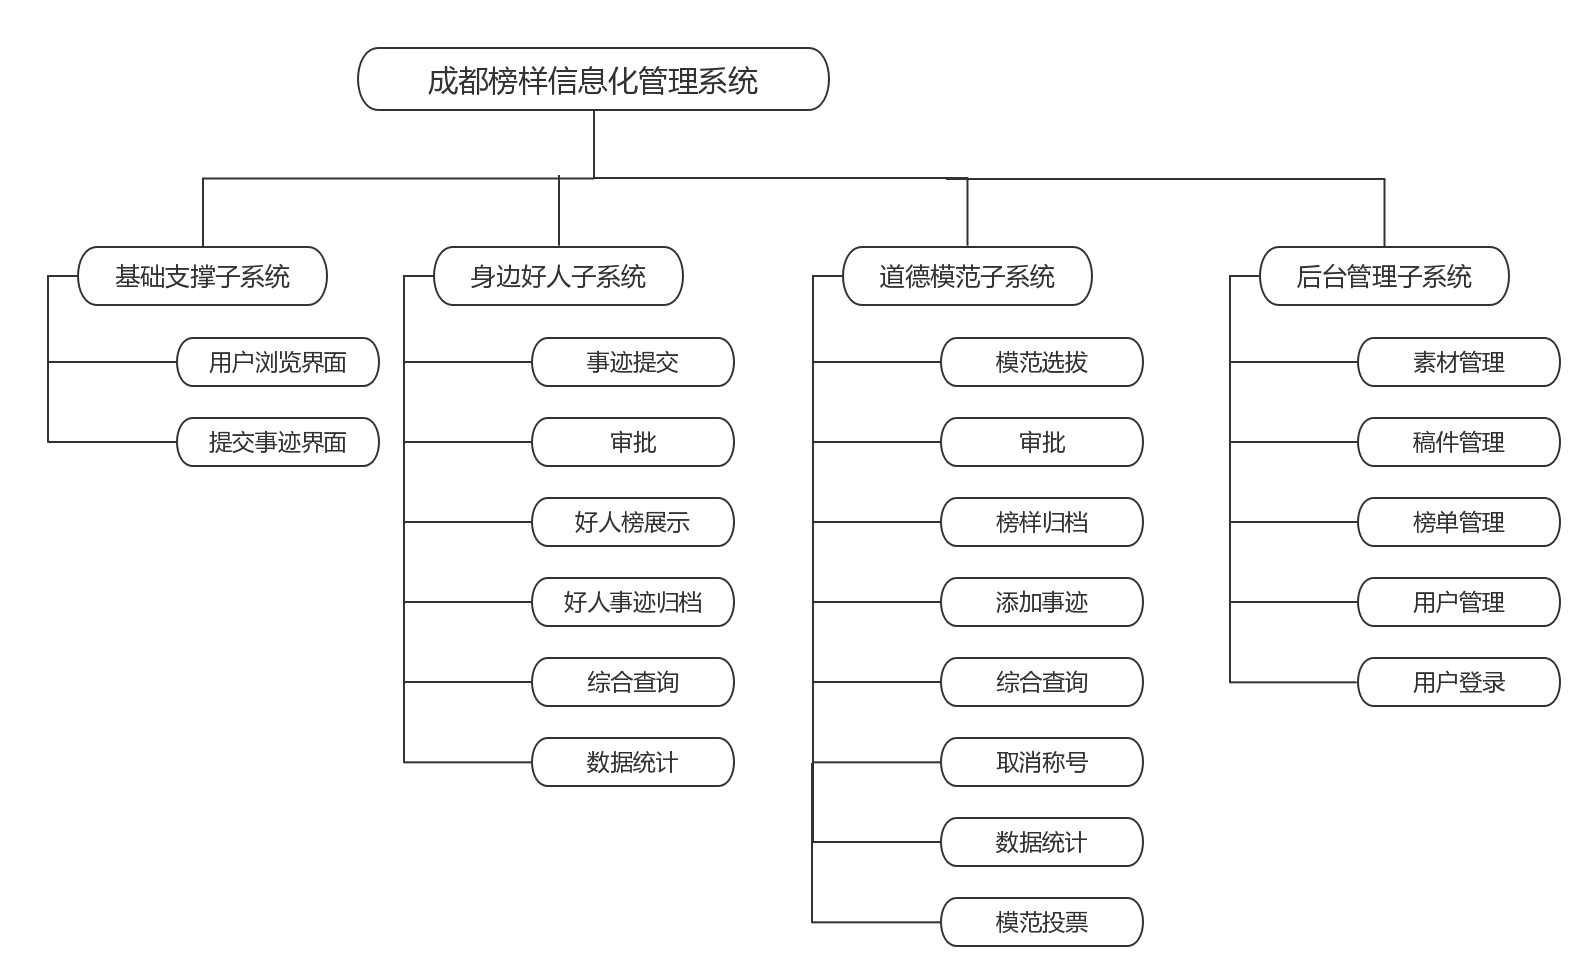 成都榜样信息化管理系统
基础支撑子系统
用户浏览界面
提交事迹界面
身边好人子系统
事迹提交
审批
好人榜展示
好人事迹归档
综合查询
数据统计
道德模范子系统
模范选拔
审批
榜样归档
添加事迹
综合查询
取消称号
数据统计
模范投票
后台管理子系统
素材管理
稿件管理
榜单管理
用户管理
用户登录